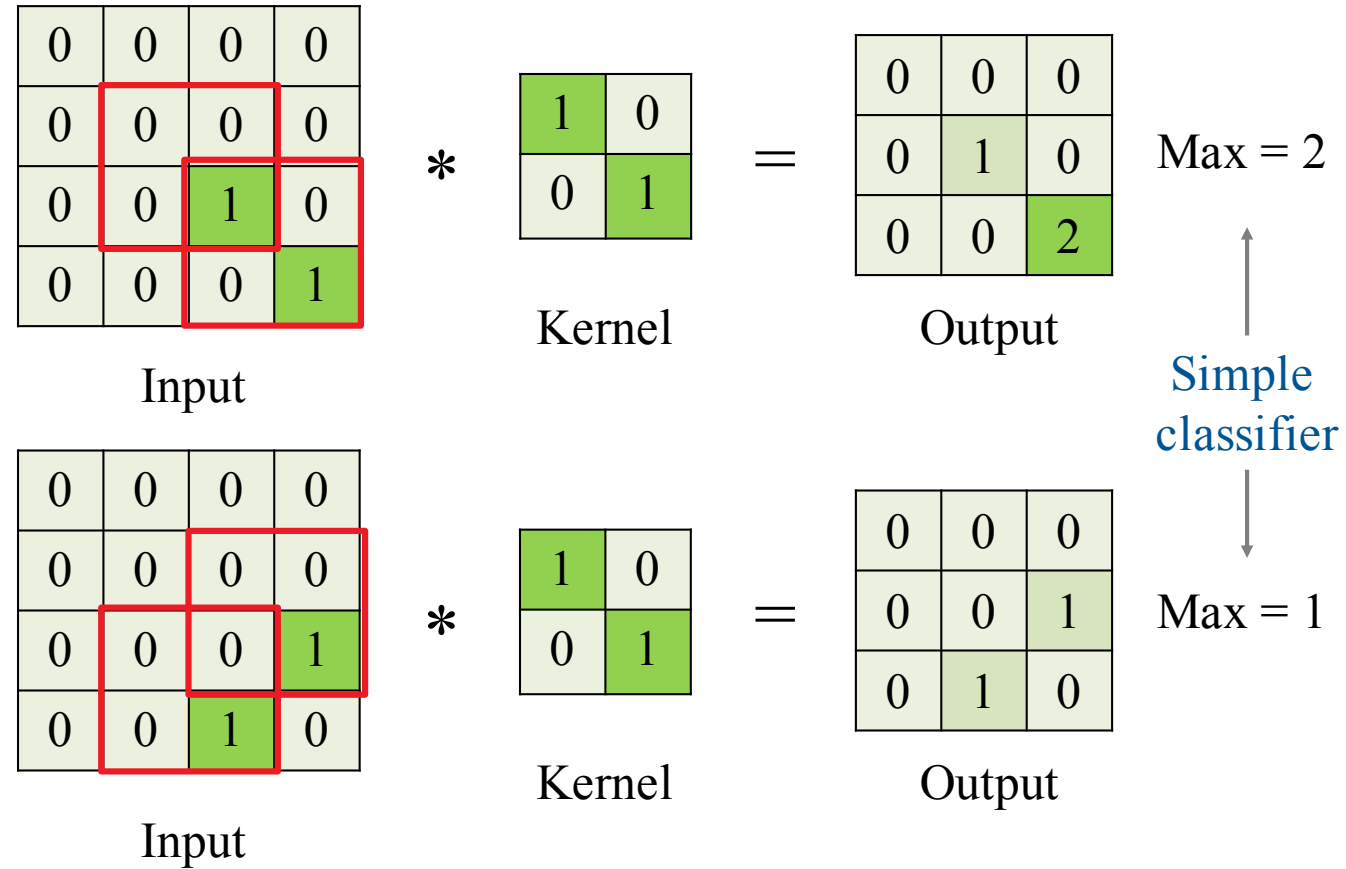 0 0 0 0
0 0 0 0
0 0 1 0
0 0 0 1
Input
*
1 0
0 1
Kernel
=
0 0 0
0 1 0
0 0 2
Output
Max = 2
Simple
classifier
0 0 0 0
0 0 0 0
0 0 0 1
0 0 1 0
Input
*
1 0
0 1
Kernel
=
0 0 0
0 0 1
0 1 0
Output
Max = 1